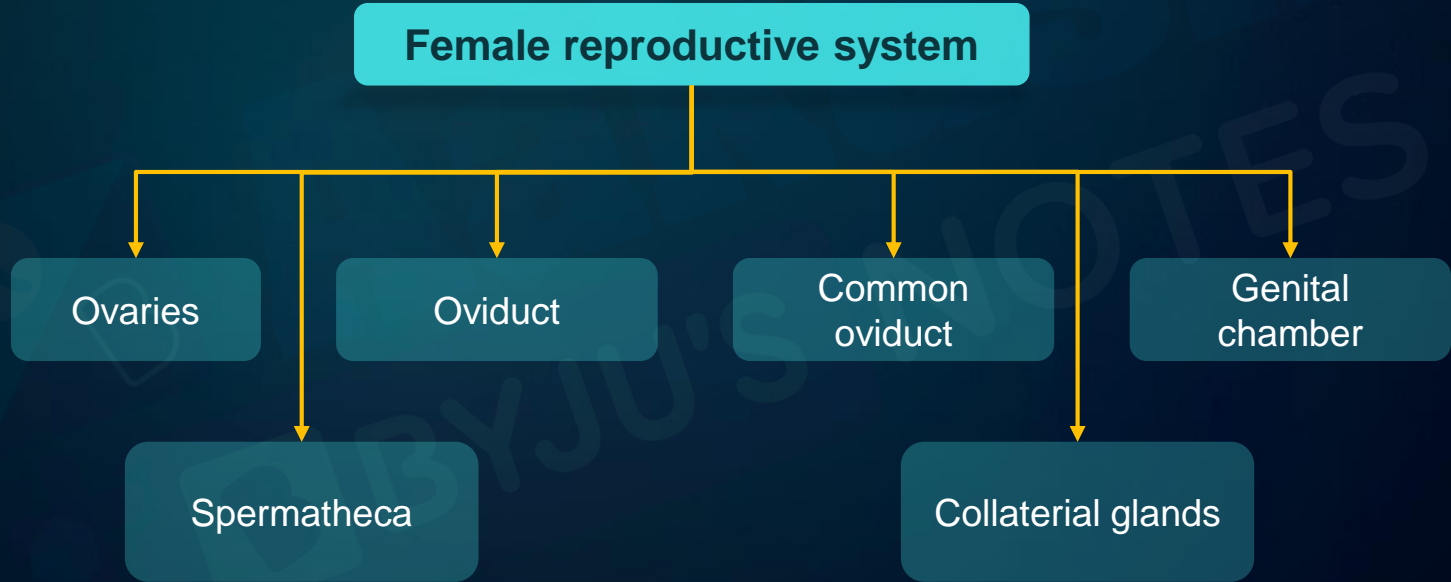 Female reproductive system
Ovaries
Oviduct
Common
oviduct
Genital
chamber
Spermatheca
Collaterial glands
BYJU'S NOTES